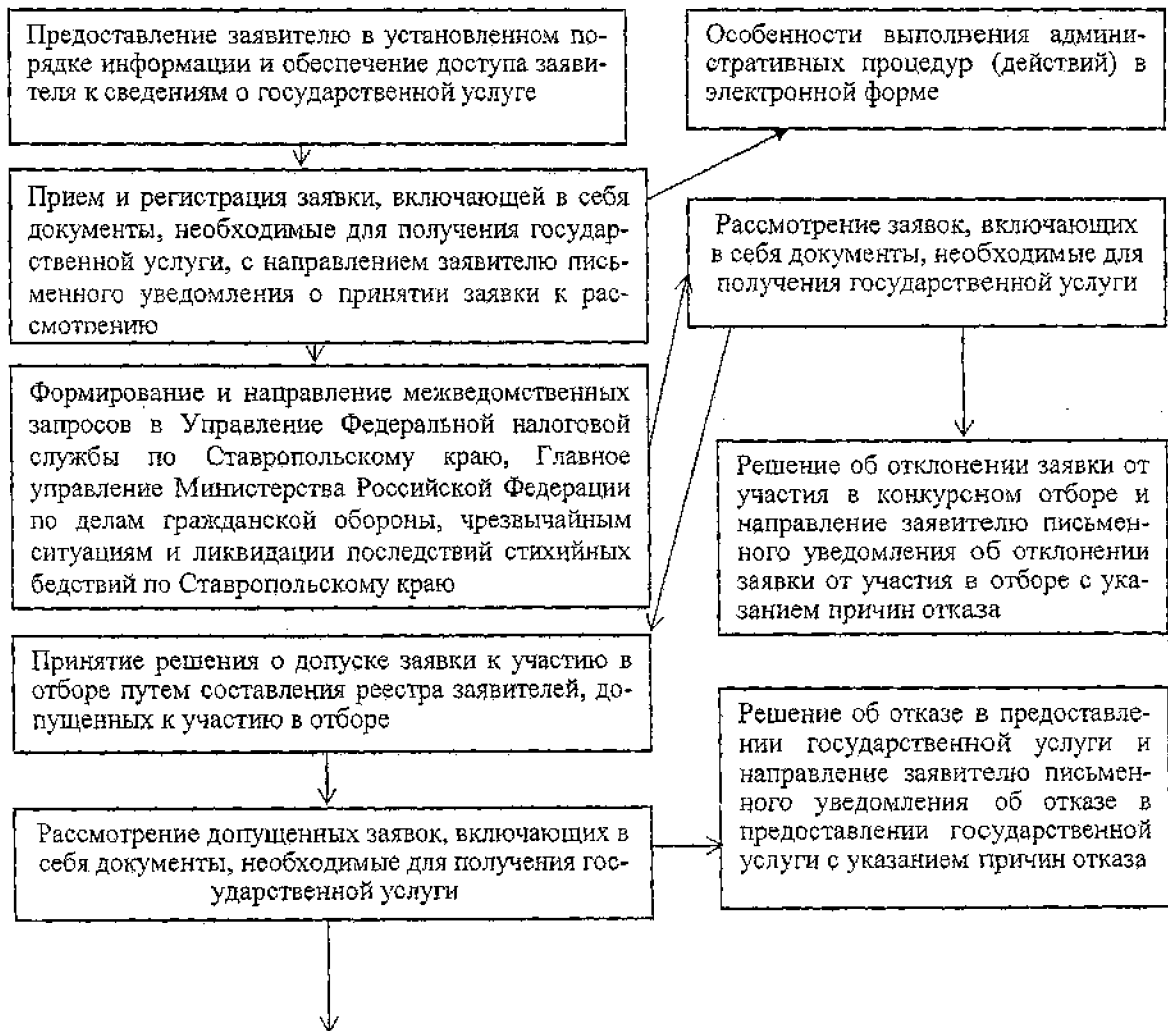 Предоставление заявителю в установленном по-
рядке информации и обеспечение доступа заяви-
теля к сведениям о государственной услуге
Особенности выполнения админи-
стративных процедур (действий) в
электронной форме
Прием и регистрация заявки, включающей в себя
документы, необходимые для получения государ-
ственной услуги, с направлением заявителю пись-
менного уведомления о принятии заявки к рас-
смотрению
Рассмотрение заявок, включающих
в себя документы, необходимые для
получения государственной услуги
Формирование и направление межведомственных
запросов в Управление Федеральной налоговой
службы по Ставропольскому краю, Главное
управление Министерства Российской Федерации
по делам гражданской обороны, чрезвычайным
ситуациям и ликвидации последствий стихийных
бедствий по Ставропольскому краю
Решение об отклонении заявки от
участия в конкурсном отборе и
направление заявителю письмен-
ного уведомления об отклонении
заявки от участия в отборе с ука-
занием причин отказа
Принятие решения о допуске заявки к участию в
отборе путем составления реестра заявителей, до-
пущенных к участию в отборе
Решение об отказе в предоставле-
нии государственной услуги и
направление заявителю письмен-
ного уведомления об отказе в
предоставлении государственной
услуги с указанием причин отказа
Рассмотрение допущенных заявок, включающих в
себя документы, необходимые для получения гос-
ударственной услуги